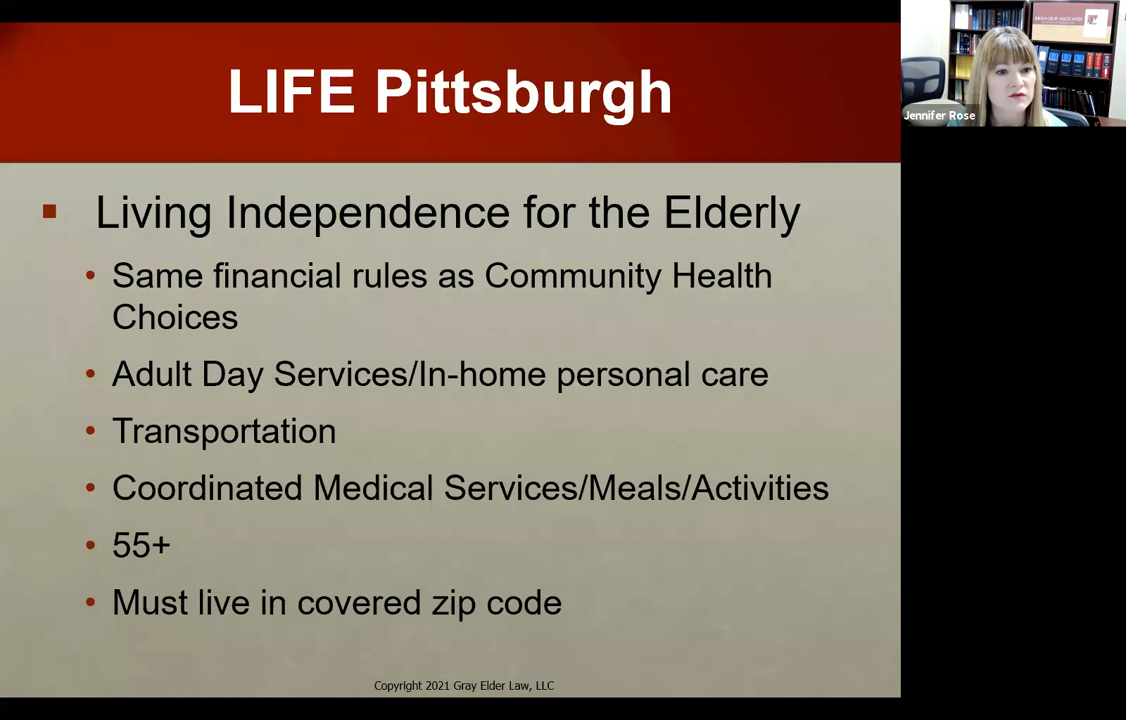 LIFE Pittsburgh
Living Independence for the Elderly
Same financial rules as Community Health
Choices
Adult Day Services/In-home personal care
Transportation
Coordinated Medical Services/Meals/Activities
55+
Must live in covered zip code
Copyright 2021 Gray Elder Law, LLC
Jennifer Rose